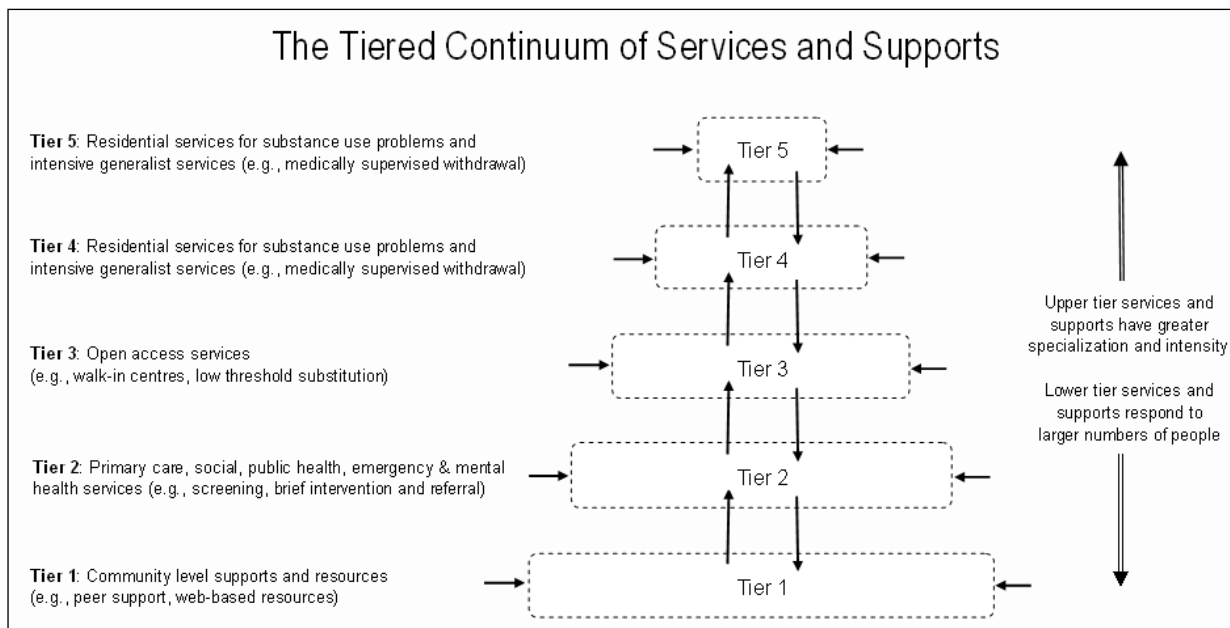 The Tiered Continuum of Services and Supports
Tier 5: Residential services for substance use problems and
intensive generalist services (e.g., medically supervised withdrawal)
Tier 5
Tier 4: Residential services for substance use problems and
intensive generalist services (e.g., medically supervised withdrawal)
Tier 4
Upper tier services and
supports have greater
specialization and intensity
Tier 3: Open access services
(e.g., walk-in centres, low threshold substitution)
Tier 3
Lower tier services and
supports respond to
larger numbers of people
Tier 2: Primary care, social, public health, emergency & mental
health services (e.g., screening, brief intervention and referral)
Tier 2
Tier 1: Community level supports and resources
(e.g., peer support, web-based resources)
Tier 1